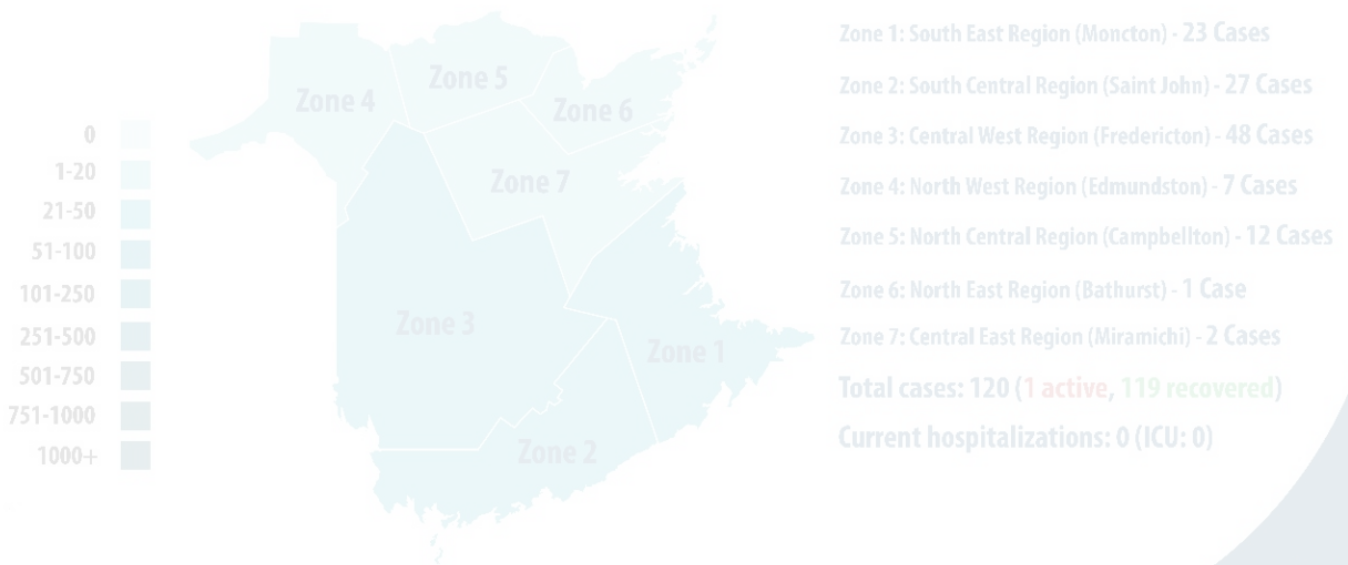 Zone 4
Zone 5
Zone 6
Zone 7
Zone 3
Zone 1
Zone 2
0
1-20
21-50
51-100
101-250
251-500
501-750
751-1000
1000+
Zone 1: South East Region (Moncton) - 23 Cases
Zone 2: South Central Region (Saint John) - 27 Cases
Zone 3: Central West Region (Fredericton) - 48 Cases
Zone 4: North West Region (Edmundston) - 7 Cases
Zone 5: North Central Region (Campbellton) - 12 Cases
Zone 6: North East Region (Bathurst) - 1 Case
Zone 7: Central East Region (Miramichi) - 2 Cases
Total cases: 120 (1 active, 119 recovered)
Current hospitalizations: 0 (ICU: 0)